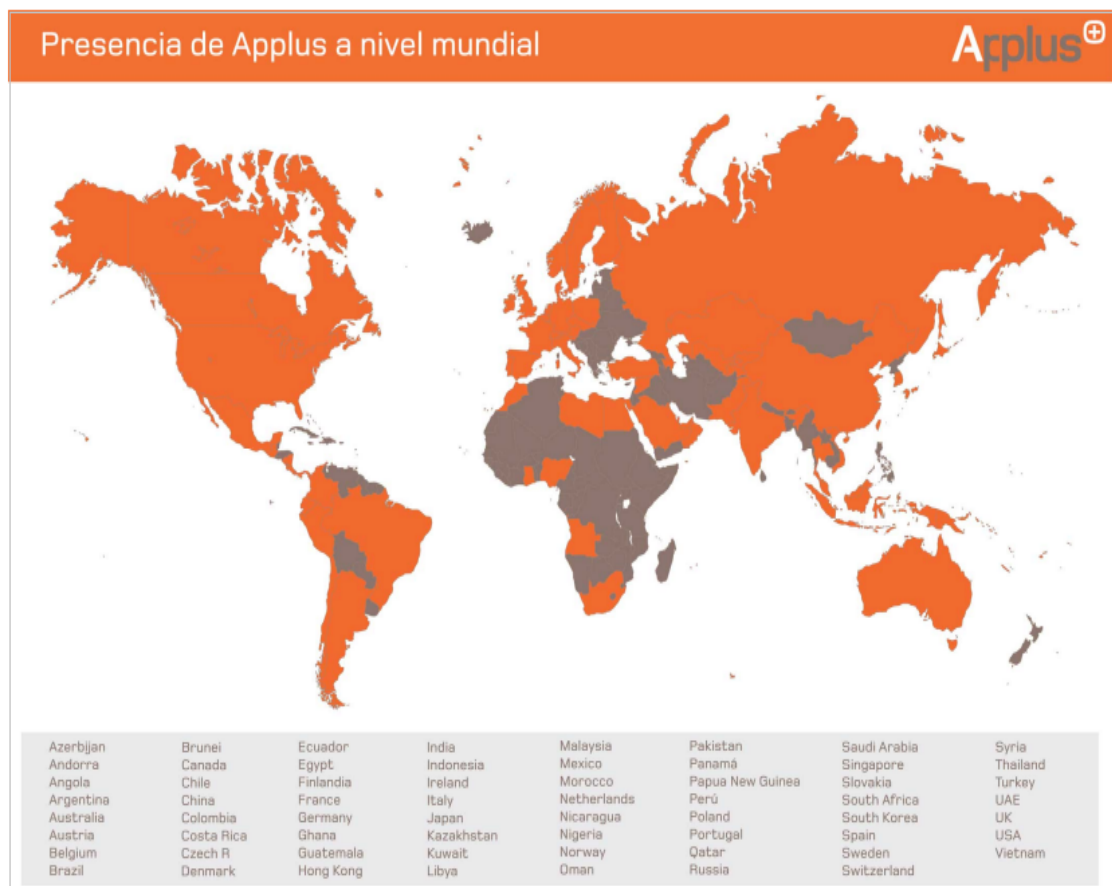 Presencia de Applus a nivel mundial
Applus+
Azerbijan
Andorra
Angola
Argentina
Australia
Austria
Belgium
Brazil
Brunei
Canada
Chile
China
Colombia
Costa Rica
Czech R
Denmark
Ecuador
Egypt
Finlandia
France
Germany
Ghana
Guatemala
Hong Kong
India
Indonesia
Ireland
Italy
Japan
Kazakhstan
Kuwait
Libya
Malaysia
Mexico
Morocco
Netherlands
Nicaragua
Nigeria
Norway
Oman
Pakistan
Panamá
Papua New Guinea
Perú
Poland
Portugal
Qatar
Russia
Saudi Arabia
Singapore
Slovakia
South Africa
South Korea
Spain
Sweden
Switzerland
Syria
Thailand
Turkey
UAE
UK
USA
Vietnam